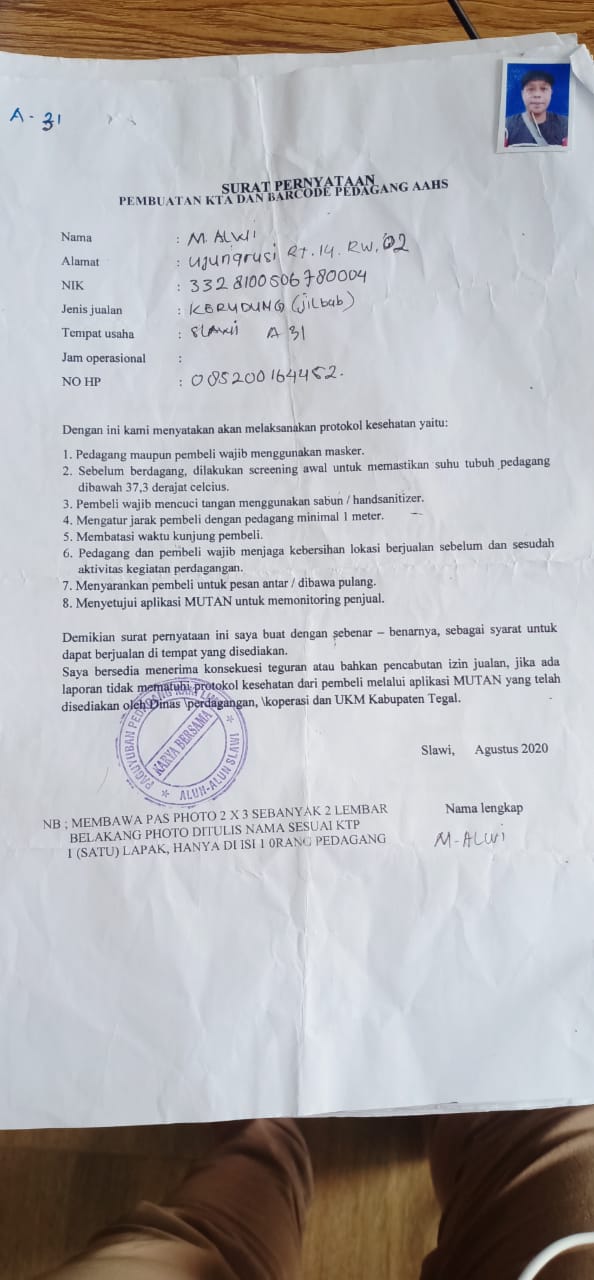 A - 31
SURAT PERNYATAAN
PEMBUATAN KTA DAN BARCODE PEDAGANG AAHS
Nama : M. ALWI
Alamat : Ujungrusi Rt. 14. RW. 02
NIK : 3328100506780004
Jenis jualan : KERUDUNG (jilbab)
Tempat usaha : Slawi A 31
Jam operasional :
NO HP : 085200164452.
Dengan ini kami menyatakan akan melaksanakan protokol kesehatan yaitu:
1. Pedagang maupun pembeli wajib menggunakan masker.
2. Sebelum berdagang, dilakukan screening awal untuk memastikan suhu tubuh pedagang
dibawah 37,3 derajat celcius.
3. Pembeli wajib mencuci tangan menggunakan sabun / handsanitizer.
4. Mengatur jarak pembeli dengan pedagang minimal 1 meter.
5. Membatasi waktu kunjung pembeli.
6. Pedagang dan pembeli wajib menjaga kebersihan lokasi berjualan sebelum dan sesudah
aktivitas kegiatan perdagangan.
7. Menyarankan pembeli untuk pesan antar / dibawa pulang.
8. Menyetujui aplikasi MUTAN untuk memonitoring penjual.
Demikian surat pernyataan ini saya buat dengan sebenar – benarnya, sebagai syarat untuk
dapat berjualan di tempat yang disediakan.
Saya bersedia menerima konsekuesi teguran atau bahkan pencabutan izin jualan, jika ada
laporan tidak mematuhi protokol kesehatan dari pembeli melalui aplikasi MUTAN yang telah
disediakan oleh Dinas \perdagangan, \koperasi dan UKM Kabupaten Tegal.
PAGUYUBAN PEDAGANG KAKI LIMA
KARYA BERSAMA
ALUN-ALUN SLAWI
Slawi, Agustus 2020
NB ; MEMBAWA PAS PHOTO 2 X 3 SEBANYAK 2 LEMBAR
BELAKANG PHOTO DITULIS NAMA SESUAI KTP
1 (SATU) LAPAK, HANYA DI ISI 1 0RANG PEDAGANG
Nama lengkap
M-ALWi